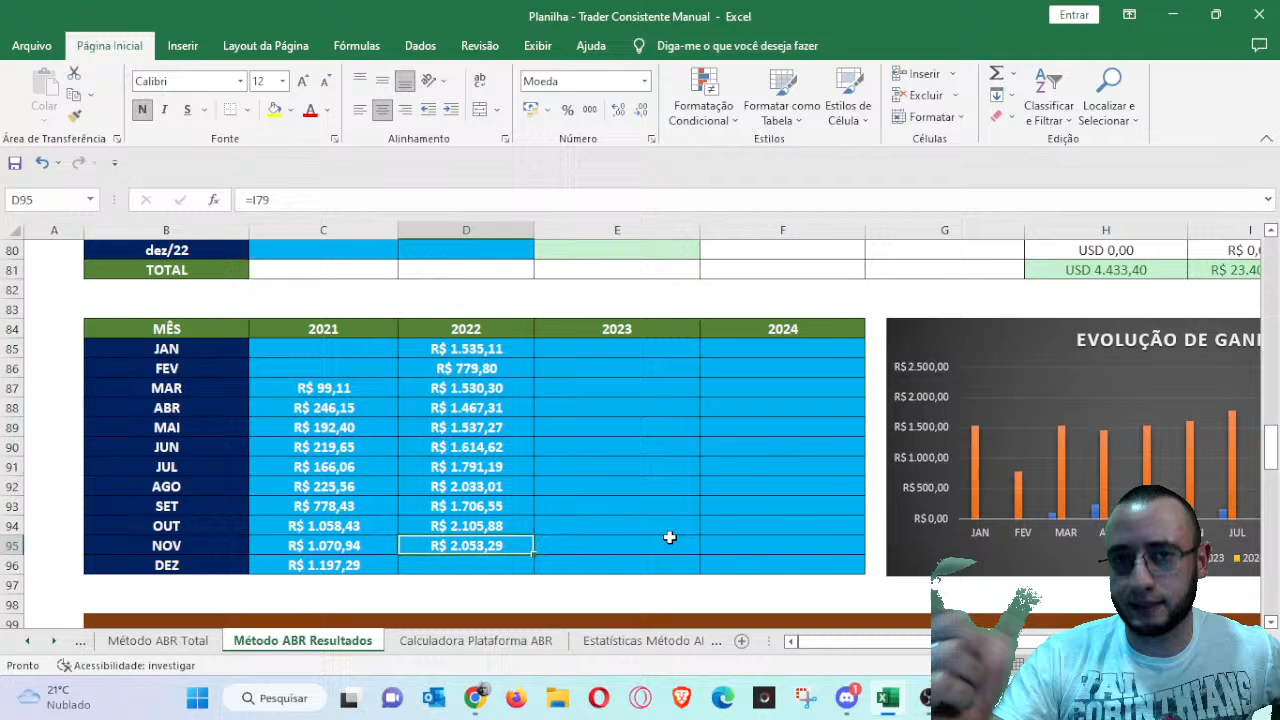 Planilha - Trader Consistente Manual - Excel
Entrar
Arquivo Página Inicial Inserir Layout da Página Fórmulas Dados Revisão Exibir Ajuda Diga-me o que você deseja fazer
Colar
Calibri 12
N I S
ab
Moeda
% 000
Formatação Condicional
Formatar como Tabela
Estilos de Célula
Inserir
Excluir
Formatar
Classificar e Filtrar
Localizar e Selecionar
Área de Transferência Fonte Alinhamento Número Estilos Células Edição
D95 fx =I79
A B C D E F G H I
80 dez/22 USD 0,00
81 TOTAL USD 4.433,40
82
83
84 MÊS 2021 2022 2023 2024
85 JAN R$ 1.535,11
86 FEV R$ 779,80
87 MAR R$ 99,11 R$ 1.530,30
88 ABR R$ 246,15 R$ 1.467,31
89 MAI R$ 192,40 R$ 1.537,27
90 JUN R$ 219,65 R$ 1.614,62
91 JUL R$ 166,06 R$ 1.791,19
92 AGO R$ 225,56 R$ 2.033,01
93 SET R$ 778,43 R$ 1.706,55
94 OUT R$ 1.058,43 R$ 2.105,88
95 NOV R$ 1.070,94 R$ 2.053,29
96 DEZ R$ 1.197,29
97
98
99
EVOLUÇÃO DE
R$ 2.500,00
R$ 2.000,00
R$ 1.500,00
R$ 1.000,00
R$ 500,00
R$ 0,00
JAN FEV MAR JUL
... Método ABR Total Método ABR Resultados Calculadora Plataforma ABR Estatísticas Método ...
Pronto Acessibilidade: investigar
21°C
Nublado
Pesquisar
1
CORINTHIANS